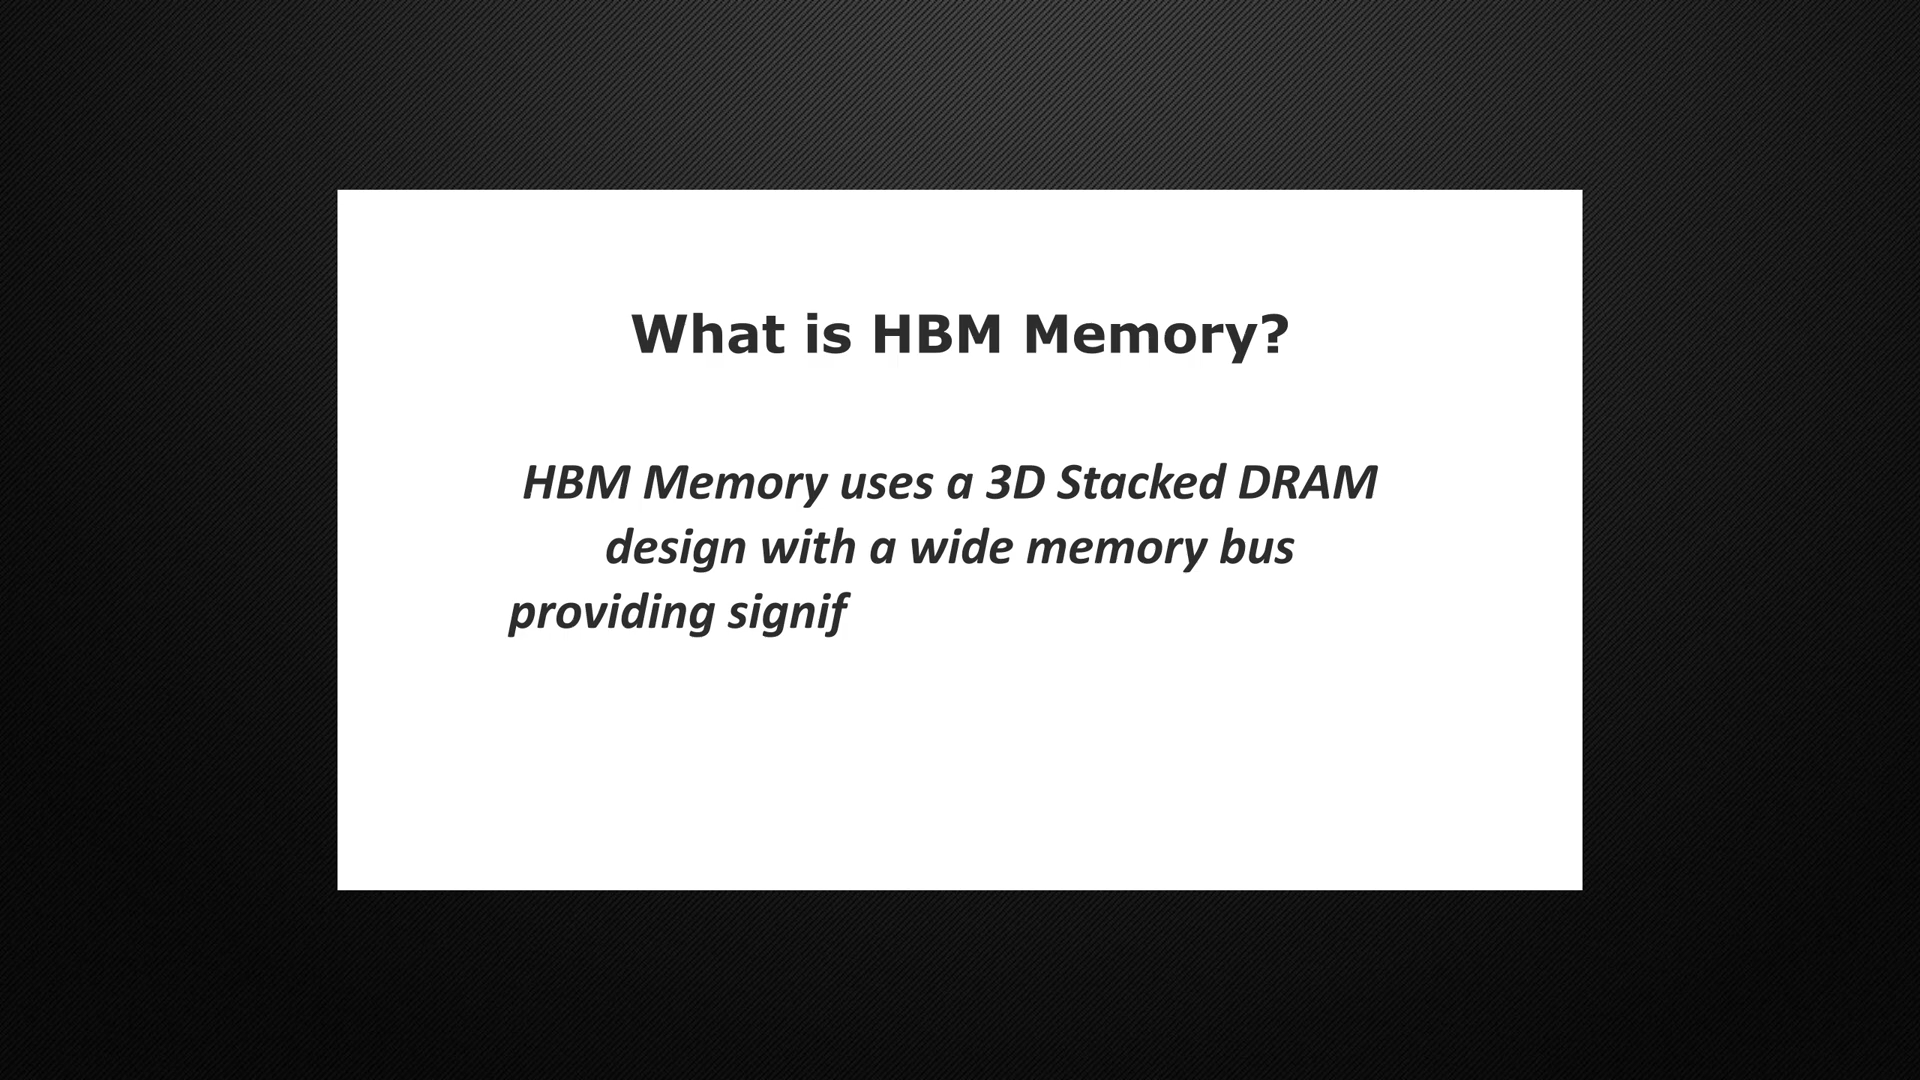 What is HBM Memory?
HBM Memory uses a 3D Stacked DRAM
design with a wide memory bus
providing signif